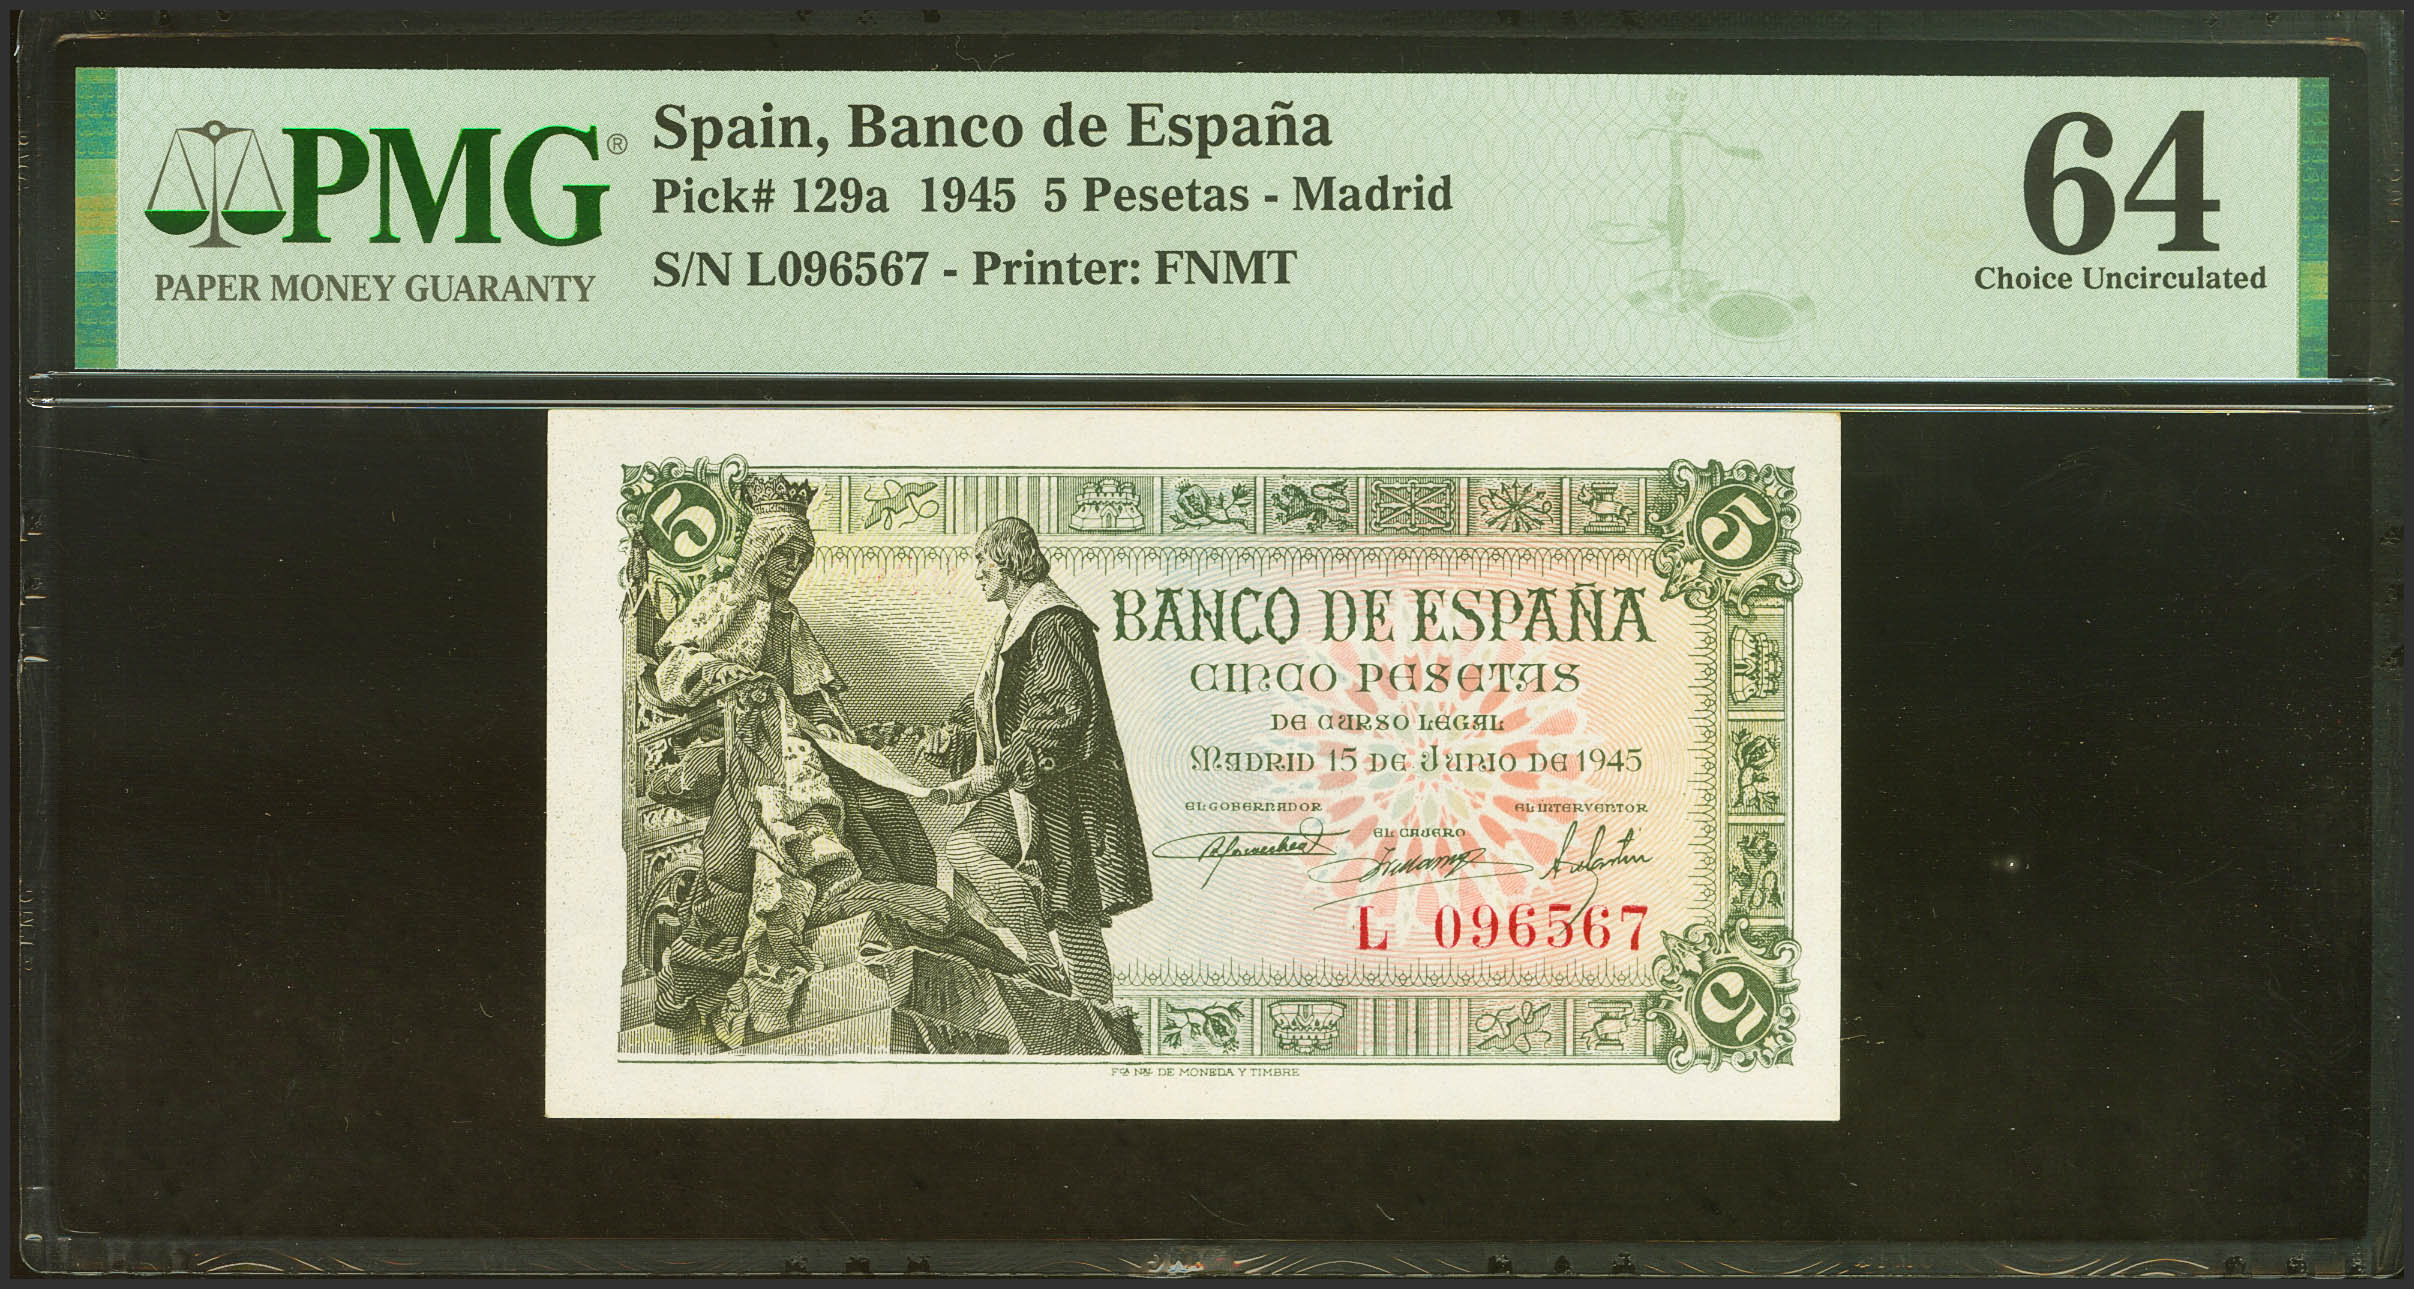 PMG®
PAPER MONEY GUARANTY
Spain, Banco de España
Pick# 129a 1945 5 Pesetas - Madrid
S/N L096567 - Printer: FNMT
64
Choice Uncirculated
5
5
BANCO DE ESPAÑA
CINCO PESETAS
DE CURSO LEGAL
MADRID 15 DE JUNIO DE 1945
EL GOBERNADOR
EL INTERVENTOR
EL CAJERO
L 096567
5
FCA NAL DE MONEDA Y TIMBRE